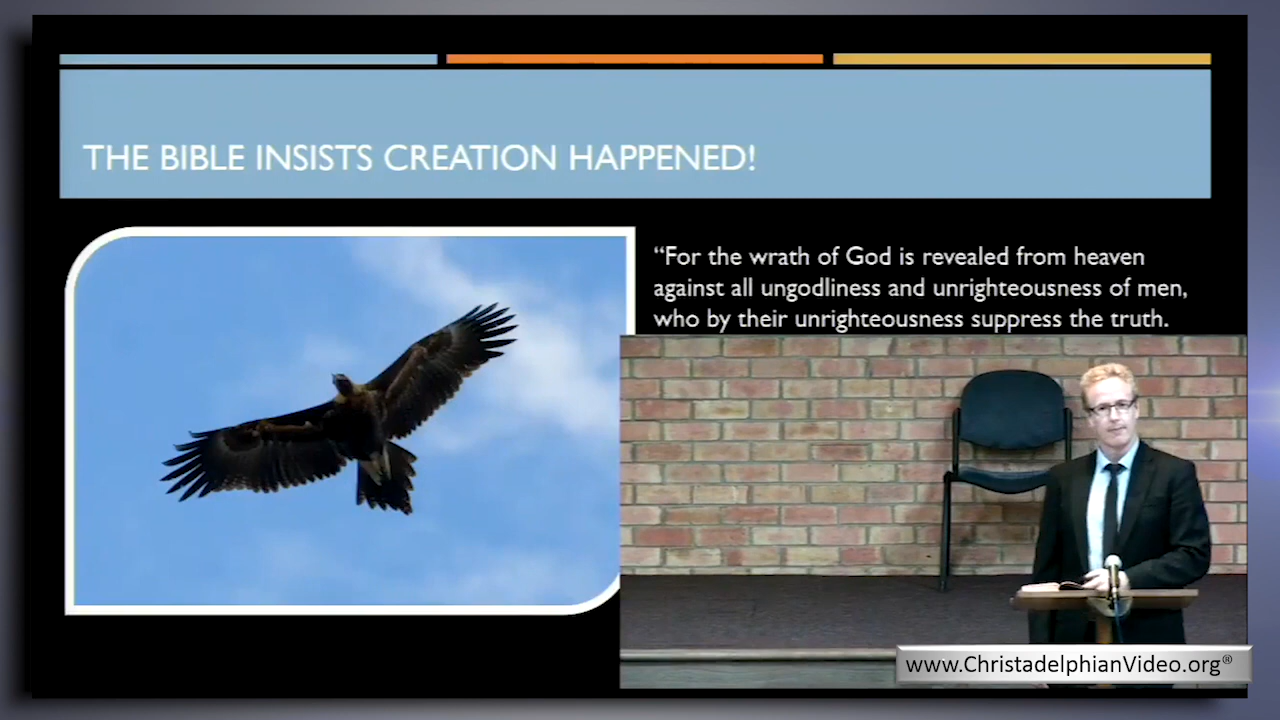 THE BIBLE INSISTS CREATION HAPPENED!
“For the wrath of God is revealed from heaven
against all ungodliness and unrighteousness of men,
who by their unrighteousness suppress the truth.
www.ChristadelphianVideo.org®